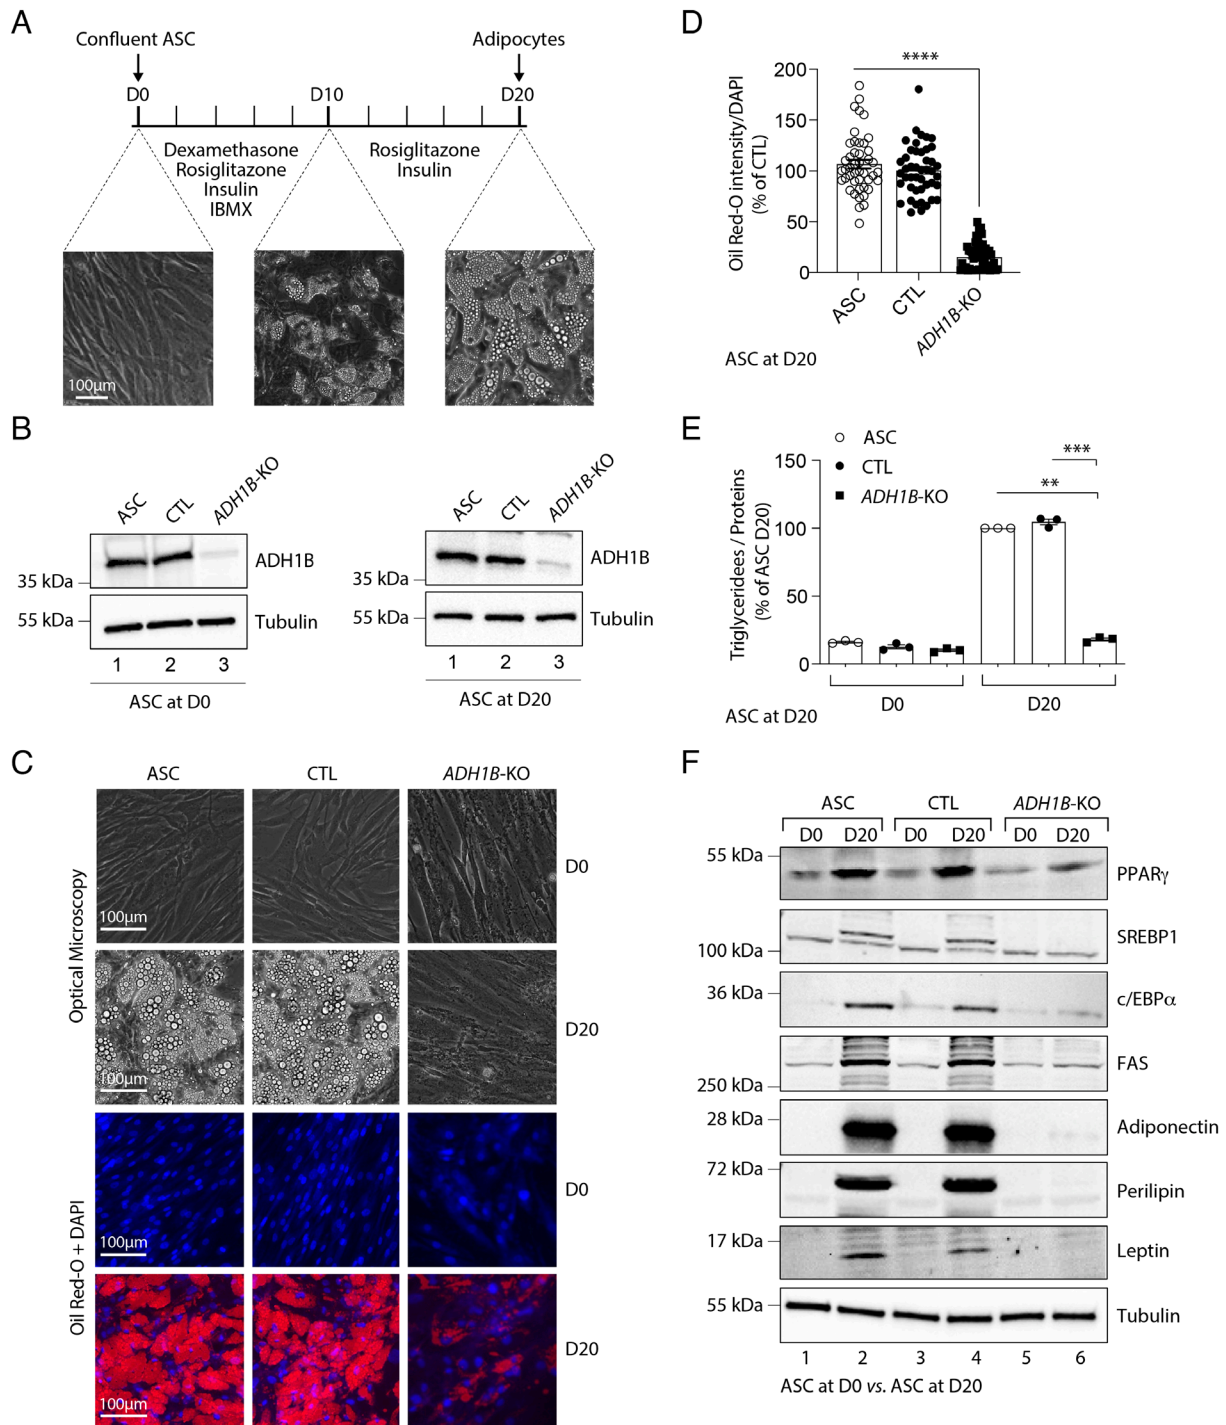 A
Confluent ASC
Adipocytes
D0
D10
D20
Dexamethasone
Rosiglitazone
Insulin
IBMX
Rosiglitazone
Insulin
100µm
B
ASC
CTL
ADH1B-KO
ADH1B
35 kDa
55 kDa
Tubulin
1 2 3
ASC at D0
ASC
CTL
ADH1B-KO
ADH1B
35 kDa
55 kDa
Tubulin
1 2 3
ASC at D20
C
ASC
CTL
ADH1B-KO
Optical Microscopy
100µm
D0
100µm
D20
Oil Red-O + DAPI
100µm
D0
100µm
D20
D
Oil Red-O intensity/DAPI
(% of CTL)
200
150
100
50
0
****
ASC
CTL
ADH1B-KO
ASC at D20
E
ASC
CTL
ADH1B-KO
Triglyceridees / Proteins
(% of ASC D20)
150
100
50
0
***
**
D0
D20
ASC at D20
F
ASC
CTL
ADH1B-KO
D0 D20 D0 D20 D0 D20
55 kDa
PPARγ
100 kDa
SREBP1
36 kDa
c/EBPα
FAS
250 kDa
28 kDa
Adiponectin
72 kDa
Perilipin
17 kDa
Leptin
55 kDa
Tubulin
1 2 3 4 5 6
ASC at D0 vs. ASC at D20